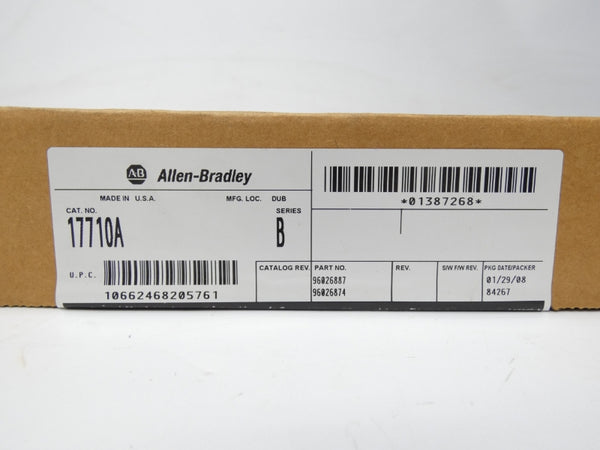 AB Allen-Bradley
MADE IN U.S.A. MFG. LOC. DUB
CAT. NO. SERIES
17710A B
U.P.C.
10662468205761
*01387268*
CATALOG REV. PART NO. REV. S/W F/W REV. PKG DATE/PACKER
96026887 01/29/08
96026874 84267